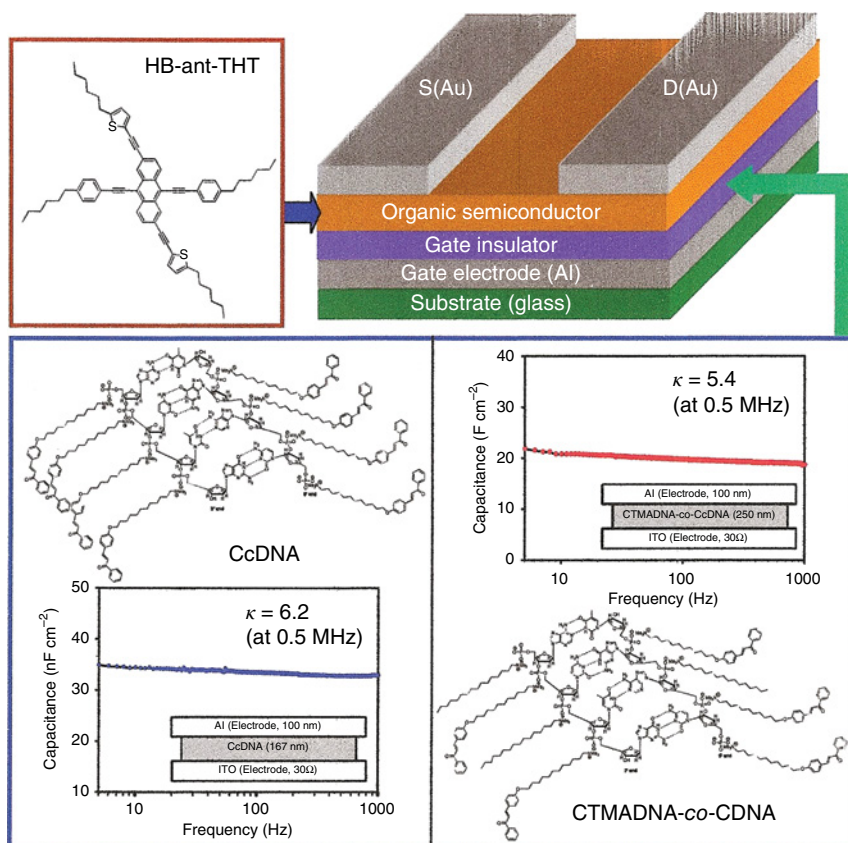 HB-ant-THT
S
S
S(Au)
D(Au)
Organic semiconductor
Gate insulator
Gate electrode (Al)
Substrate (glass)
CcDNA
50
40
30
20
10
Capacitance (nF cm⁻²)
κ = 6.2
(at 0.5 MHz)
Al (Electrode, 100 nm)
CcDNA (167 nm)
ITO (Electrode, 30Ω)
10
100
1000
Frequency (Hz)
40
30
20
10
0
Capacitance (F cm⁻²)
κ = 5.4
(at 0.5 MHz)
Al (Electrode, 100 nm)
CTMADNA-co-CcDNA (250 nm)
ITO (Electrode, 30Ω)
10
100
1000
Frequency (Hz)
CTMADNA-co-CDNA